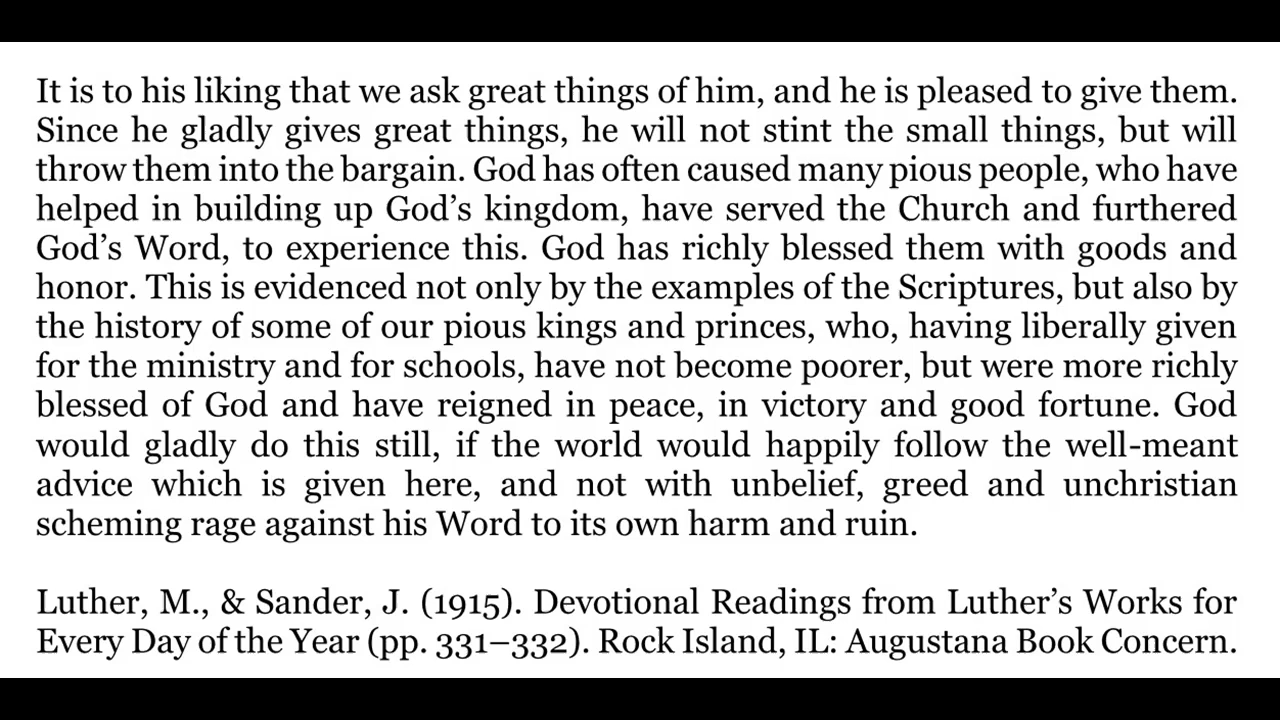 It is to his liking that we ask great things of him, and he is pleased to give them.
Since he gladly gives great things, he will not stint the small things, but will
throw them into the bargain. God has often caused many pious people, who have
helped in building up God’s kingdom, have served the Church and furthered
God’s Word, to experience this. God has richly blessed them with goods and
honor. This is evidenced not only by the examples of the Scriptures, but also by
the history of some of our pious kings and princes, who, having liberally given
for the ministry and for schools, have not become poorer, but were more richly
blessed of God and have reigned in peace, in victory and good fortune. God
would gladly do this still, if the world would happily follow the well-meant
advice which is given here, and not with unbelief, greed and unchristian
scheming rage against his Word to its own harm and ruin.
Luther, M., & Sander, J. (1915). Devotional Readings from Luther’s Works for
Every Day of the Year (pp. 331–332). Rock Island, IL: Augustana Book Concern.